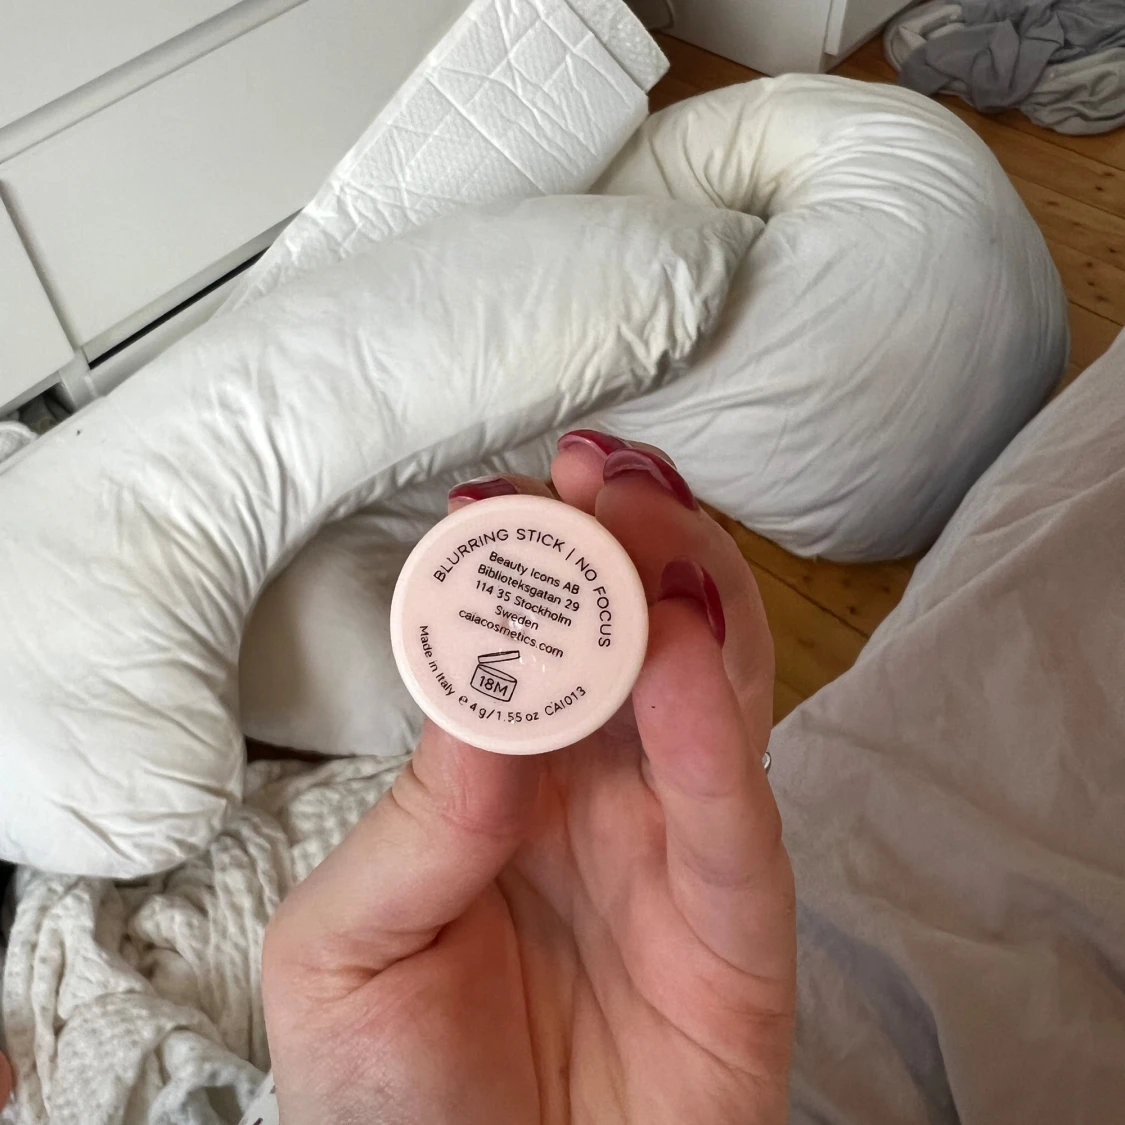 BLURRING STICK | NO FOCUS
Beauty Icons AB
Biblioteksgatan 29
114 35 Stockholm
Sweden
caiacosmetics.com
18M
Made in Italy ℮ 4 g/1.55 oz CAI013